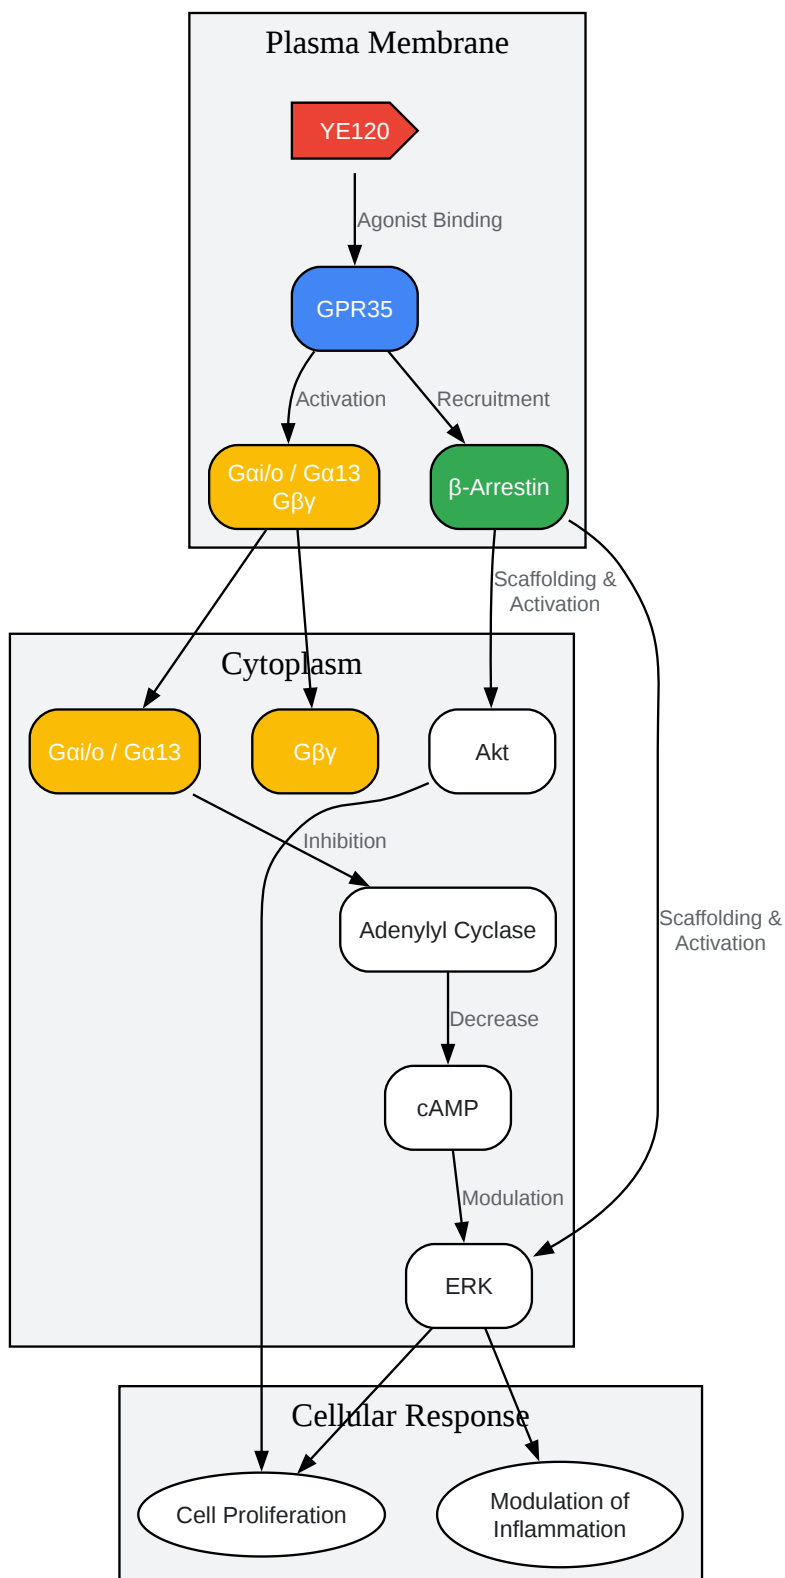 Plasma Membrane
YE120
Agonist Binding
GPR35
Activation
Recruitment
Gαi/o / Gα13
Gβγ
β-Arrestin
Scaffolding &
Activation
Cytoplasm
Gαi/o / Gα13
Gβγ
Akt
Inhibition
Scaffolding &
Activation
Adenylyl Cyclase
Decrease
cAMP
Modulation
ERK
Cellular Response
Cell Proliferation
Modulation of
Inflammation